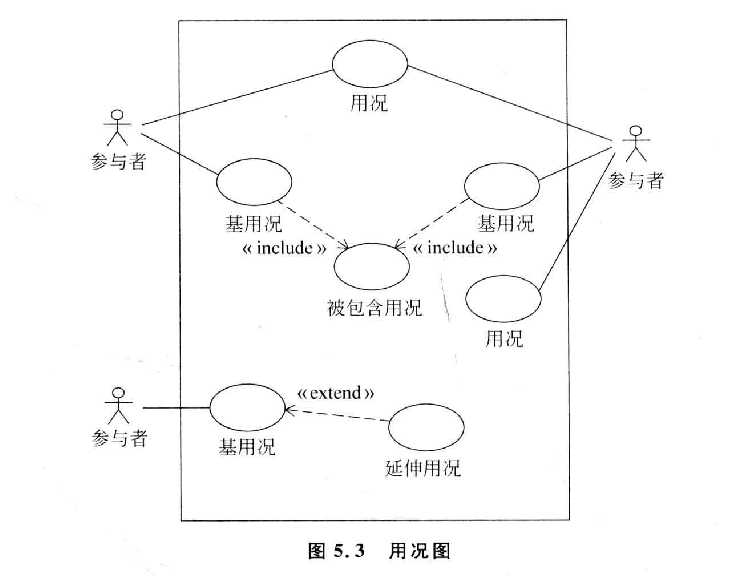 用况
参与者
参与者
基用况
基用况
«include»
«include»
被包含用况
用况
«extend»
参与者
基用况
延伸用况
图 5.3 用况图